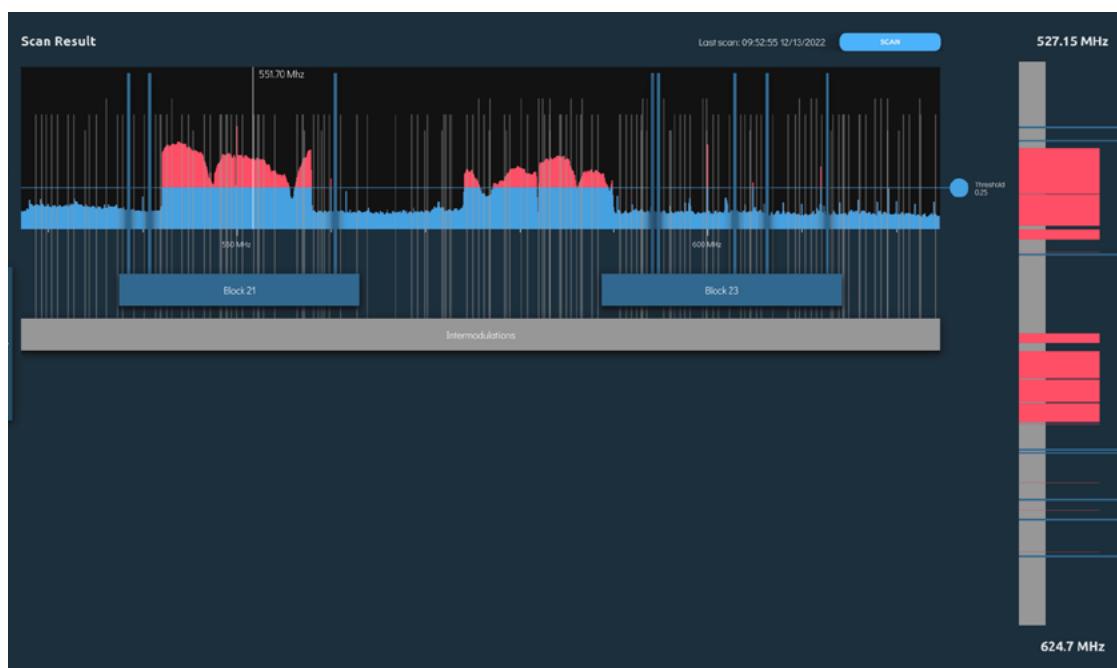 Scan Result
Last scan: 09:52:55 12/13/2022
SCAN
527.15 MHz
551.70 Mhz
Threshold
0.25
550 MHz
600 MHz
Block 21
Block 23
Intermodulations
624.7 MHz